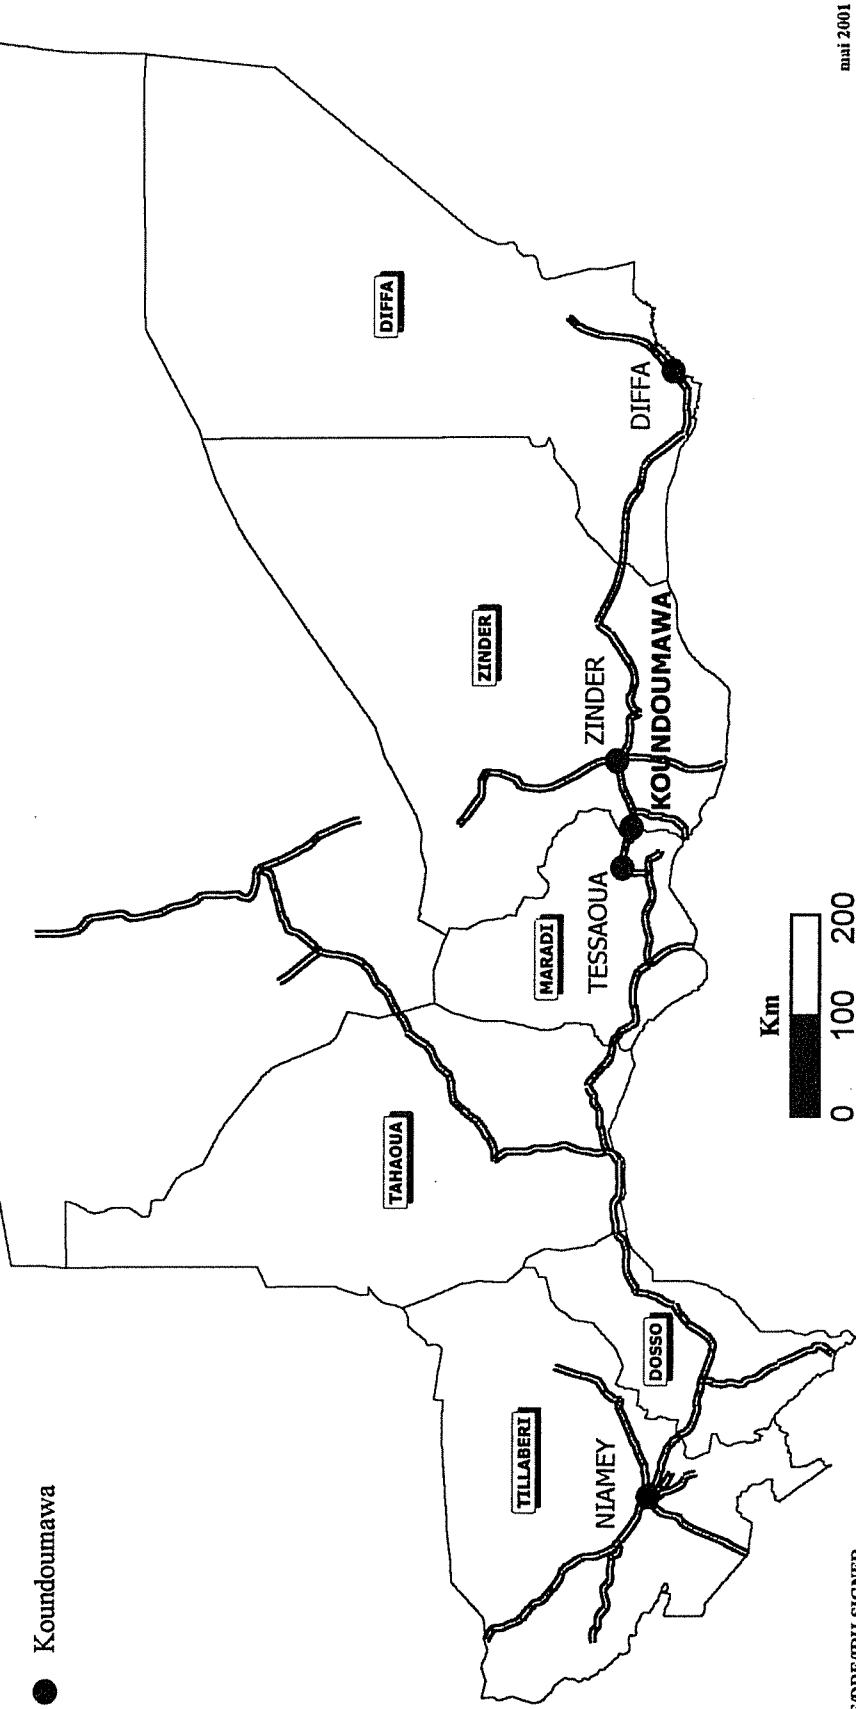 Koundoumawa
TAHAOUA
DIFFA
ZINDER
MARADI
TILLABERI
DOSSO
NIAMEY
TESSAOUA
ZINDER
KOUNDOUMAWA
DIFFA
Km
0 100 200
mai 2001